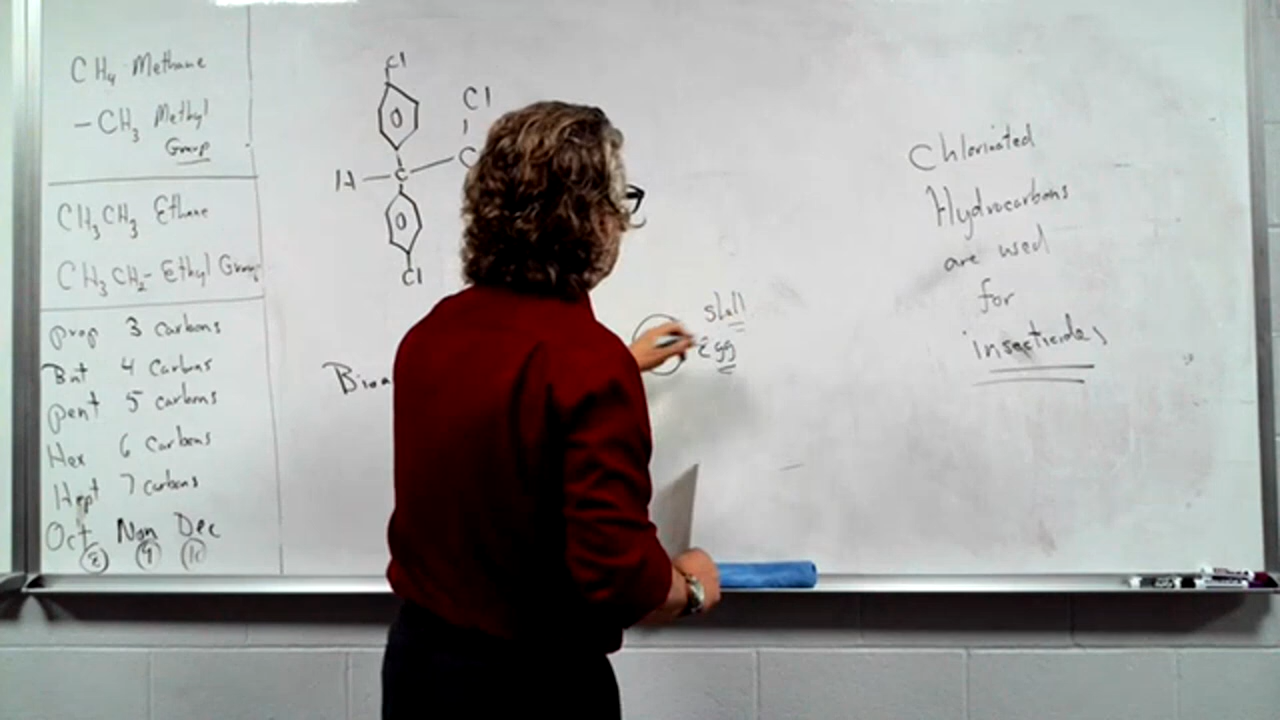 CH4 Methane
-CH3 Methyl
Group
CH3CH3 Ethane
CH3CH2- Ethyl Group
prop 3 carbons
But 4 carbons
pent 5 carbons
Hex 6 carbons
Hept 7 carbons
Oct Non Dec
8 9 10
Cl
Cl
H C C
Cl
shell
Egg
Chlorinated
Hydrocarbons
are used
for
insecticides